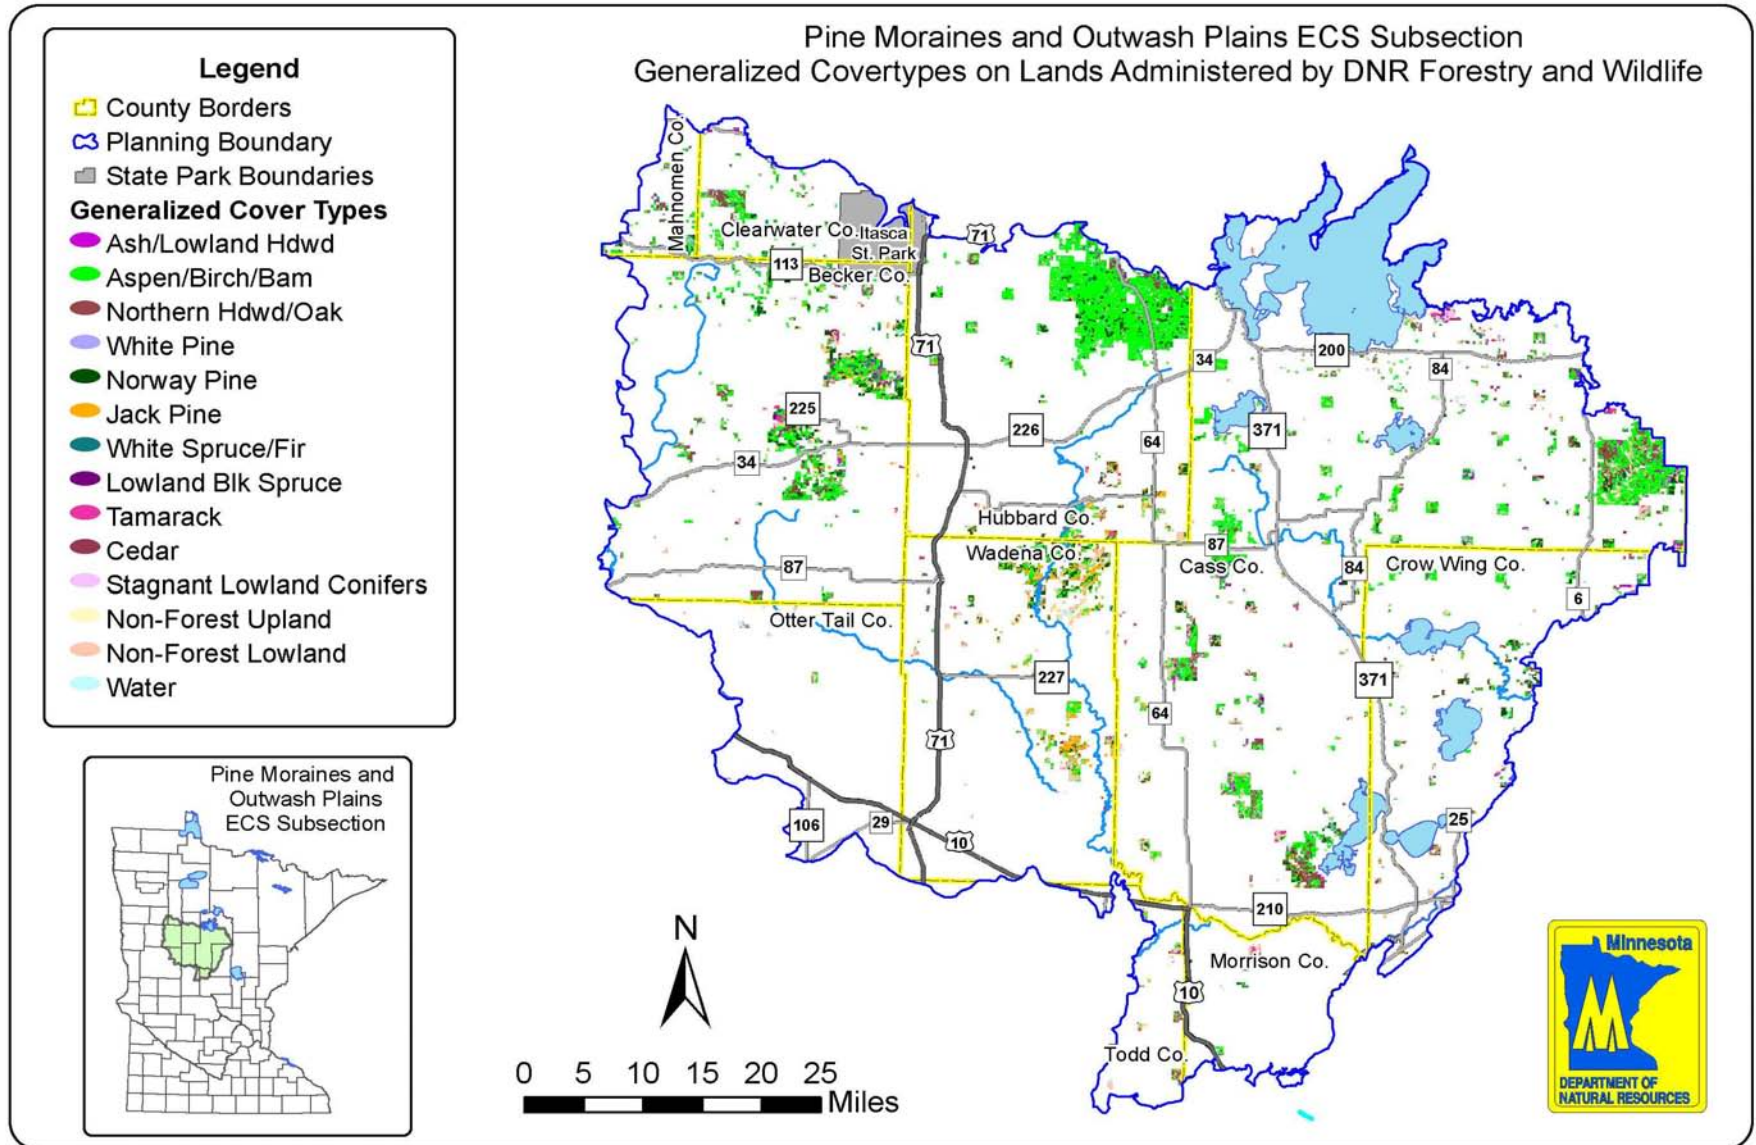 Pine Moraines and Outwash Plains ECS Subsection
Generalized Covertypes on Lands Administered by DNR Forestry and Wildlife
Legend
County Borders
Planning Boundary
State Park Boundaries
Generalized Cover Types
Ash/Lowland Hdwd
Aspen/Birch/Bam
Northern Hdwd/Oak
White Pine
Norway Pine
Jack Pine
White Spruce/Fir
Lowland Blk Spruce
Tamarack
Cedar
Stagnant Lowland Conifers
Non-Forest Upland
Non-Forest Lowland
Water
Pine Moraines and
Outwash Plains
ECS Subsection
Mahnomen Co.
Clearwater Co.
Itasca
St. Park
71
113
Becker Co.
71
34
200
84
225
226
371
64
34
Hubbard Co.
Wadena Co.
87
Cass Co.
84
Crow Wing Co.
87
6
Otter Tail Co.
227
371
64
71
106
29
10
25
210
Morrison Co.
10
Todd Co.
N
0 5 10 15 20 25
Miles
Minnesota
DEPARTMENT OF
NATURAL RESOURCES